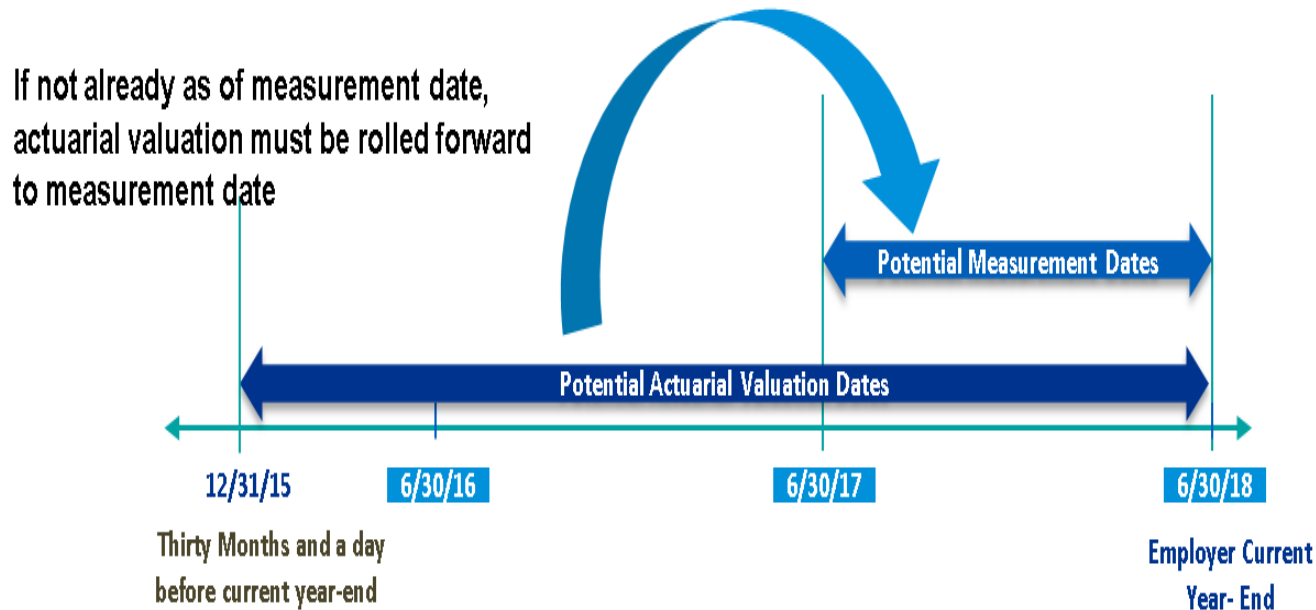 If not already as of measurement date,
actuarial valuation must be rolled forward
to measurement date
Potential Measurement Dates
Potential Actuarial Valuation Dates
12/31/15
6/30/16
6/30/17
6/30/18
Thirty Months and a day
before current year-end
Employer Current
Year- End